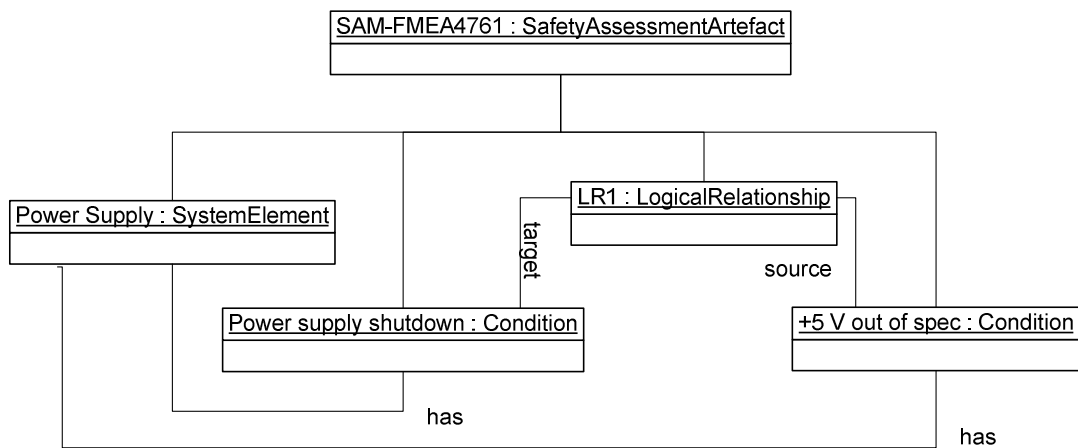 SAM-FMEA4761 : SafetyAssessmentArtefact
LR1 : LogicalRelationship
Power Supply : SystemElement
target
source
Power supply shutdown : Condition
+5 V out of spec : Condition
has
has